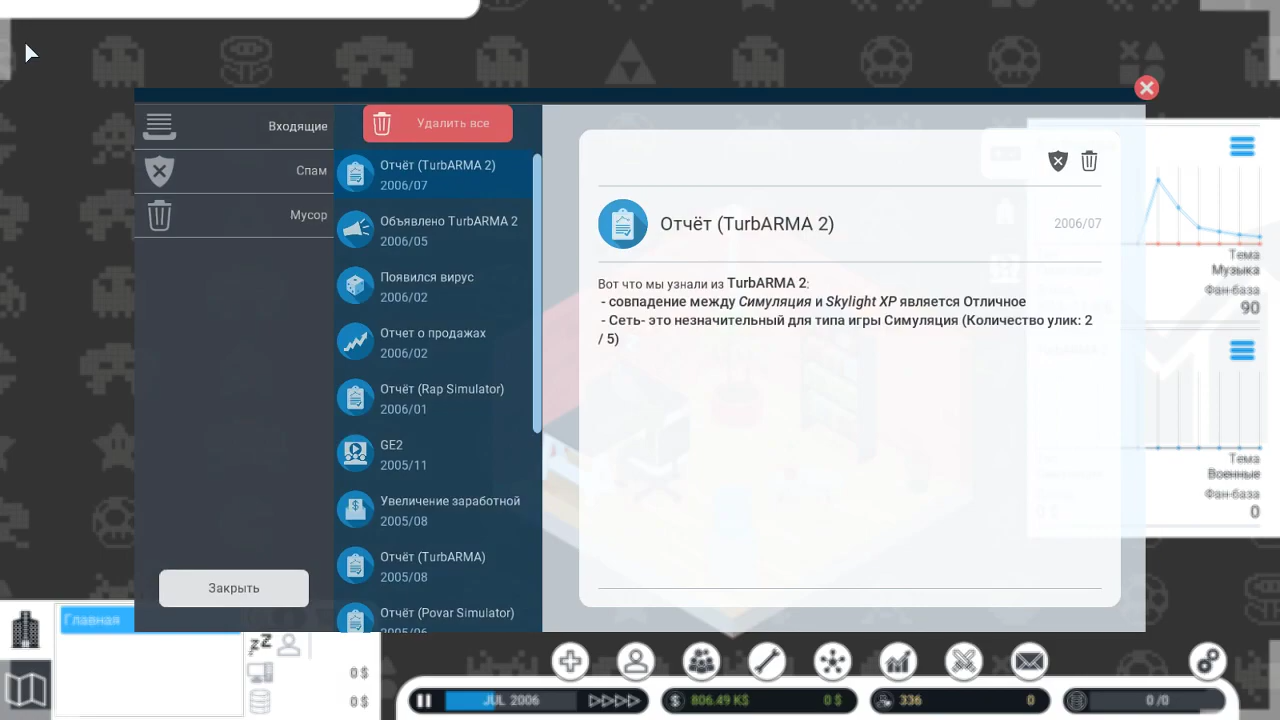 Входящие
Спам
Мусор
Закрыть
Удалить все
Отчёт (TurbARMA 2)
2006/07
Объявлено TurbARMA 2
2006/05
Появился вирус
2006/02
Отчет о продажах
2006/02
Отчёт (Rap Simulator)
2006/01
GE2
2005/11
Увеличение заработной
2005/08
Отчёт (TurbARMA)
2005/08
Отчёт (Povar Simulator)
2005/06
Отчёт (TurbARMA 2)
2006/07
Вот что мы узнали из TurbARMA 2:
- совпадение между Симуляция и Skylight XP является Отличное
- Сеть- это незначительный для типа игры Симуляция (Количество улик: 2
/ 5)
Тема
Музыка
Фан-база
90
Тема
Военные
Фан-база
0
Главная
0 $
0 $
JUL 2006
806.49 K$
0 $
336
0
0 /0